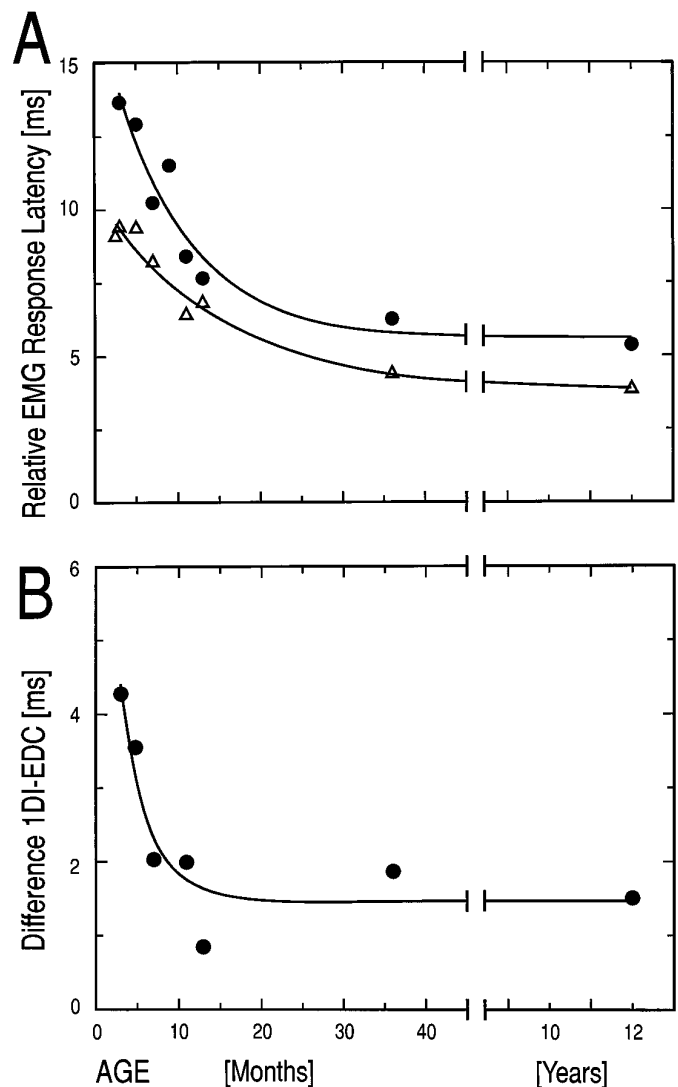 A
Relative EMG Response Latency [ms]
15
10
5
0
B
Difference 1DI-EDC [ms]
6
4
2
0
0 10 20 30 40 10 12
AGE [Months] [Years]